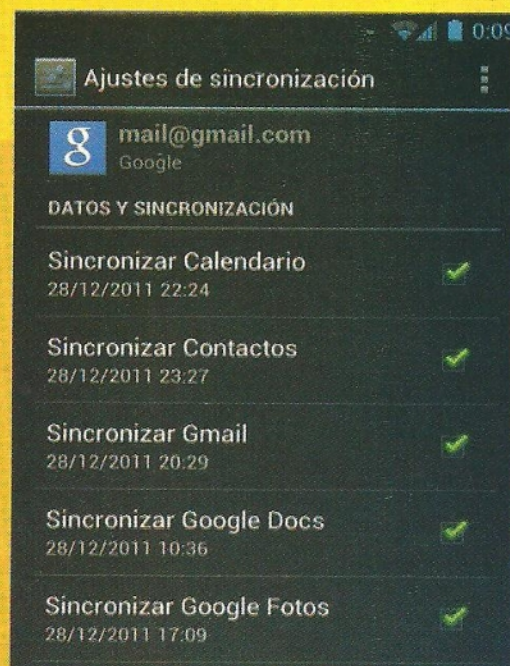 0:09
Ajustes de sincronización
g
mail@gmail.com
Google
DATOS Y SINCRONIZACIÓN
Sincronizar Calendario
28/12/2011 22:24
Sincronizar Contactos
28/12/2011 23:27
Sincronizar Gmail
28/12/2011 20:29
Sincronizar Google Docs
28/12/2011 10:36
Sincronizar Google Fotos
28/12/2011 17:09